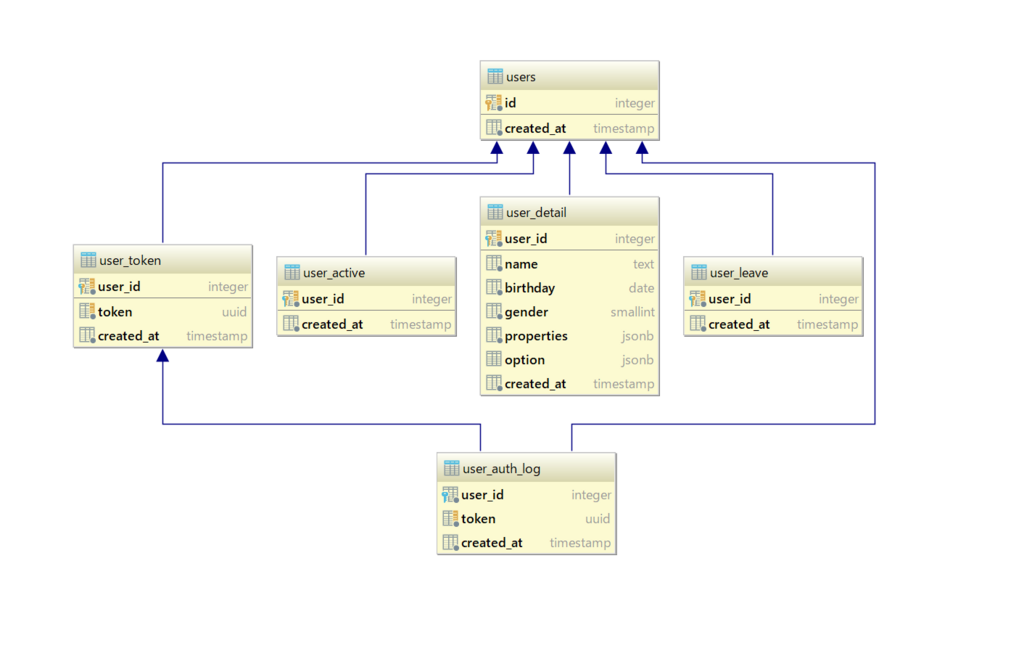 users
id integer
created_at timestamp
user_token
user_id integer
token uuid
created_at timestamp
user_active
user_id integer
created_at timestamp
user_detail
user_id integer
name text
birthday date
gender smallint
properties jsonb
option jsonb
created_at timestamp
user_leave
user_id integer
created_at timestamp
user_auth_log
user_id integer
token uuid
created_at timestamp